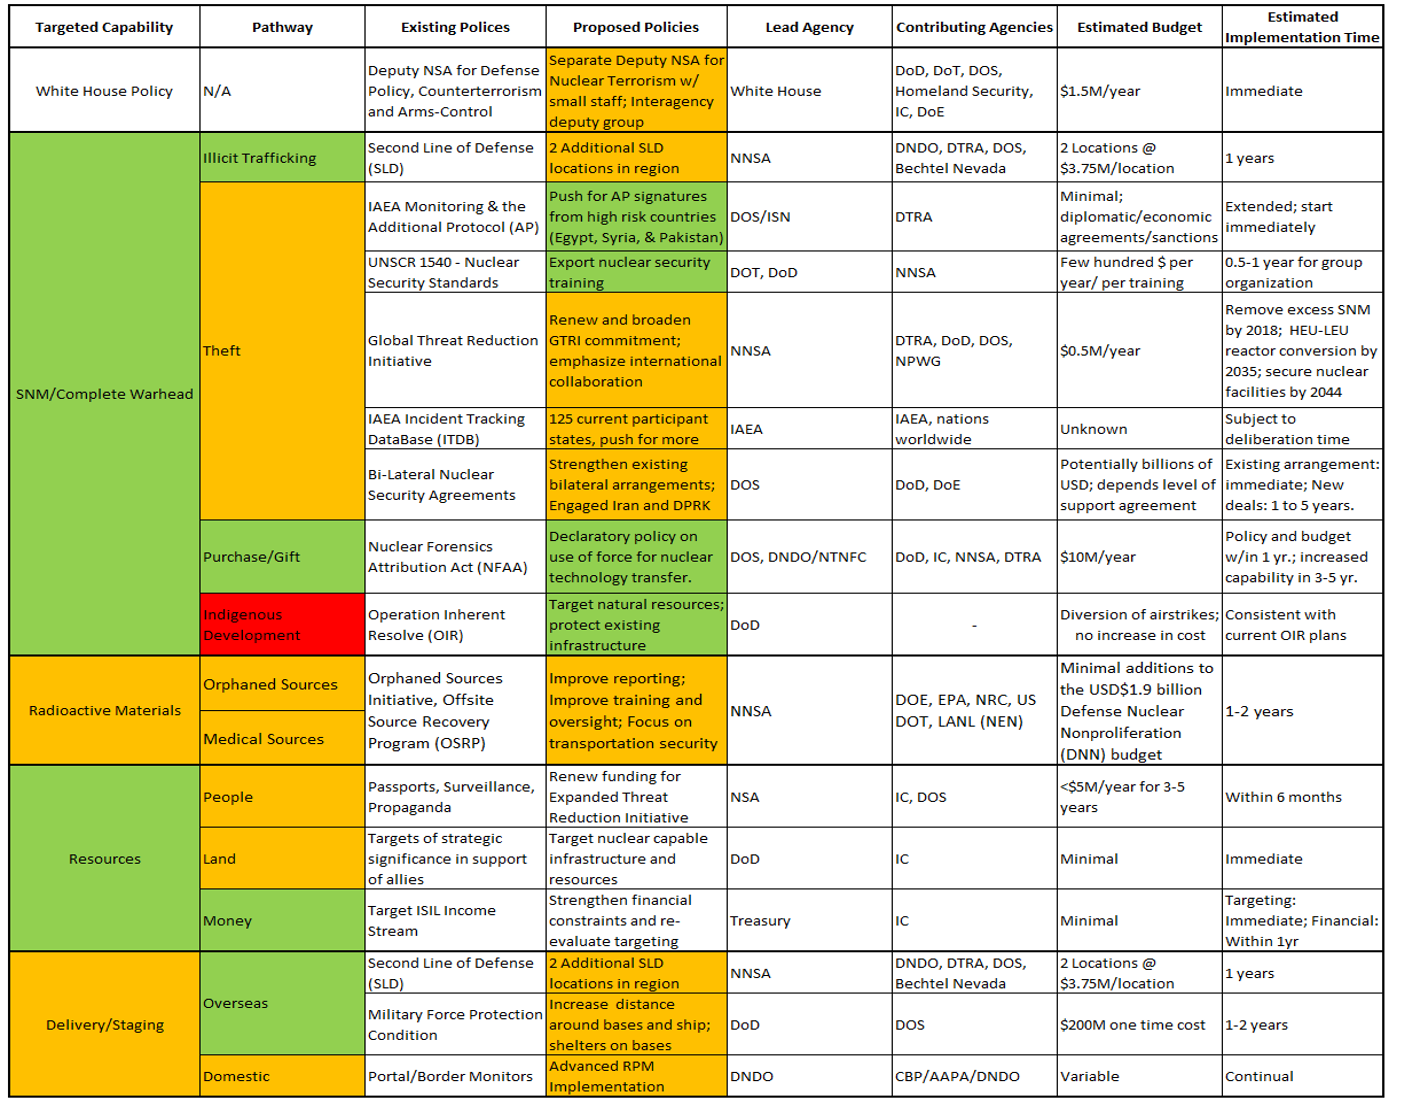 Targeted Capability
Pathway
Existing Polices
Proposed Policies
Lead Agency
Contributing Agencies
Estimated Budget
Estimated
Implementation Time
White House Policy
N/A
Deputy NSA for Defense
Policy, Counterterrorism
and Arms-Control
Separate Deputy NSA for
Nuclear Terrorism w/
small staff; Interagency
deputy group
White House
DoD, DoT, DOS,
Homeland Security,
IC, DoE
$1.5M/year
Immediate
SNM/Complete Warhead
Illicit Trafficking
Second Line of Defense
(SLD)
2 Additional SLD
locations in region
NNSA
DNDO, DTRA, DOS,
Bechtel Nevada
2 Locations @
$3.75M/location
1 years
Theft
IAEA Monitoring & the
Additional Protocol (AP)
Push for AP signatures
from high risk countries
(Egypt, Syria, & Pakistan)
DOS/ISN
DTRA
Minimal;
diplomatic/economic
agreements/sanctions
Extended; start
immediately
UNSCR 1540 - Nuclear
Security Standards
Export nuclear security
training
DOT, DoD
NNSA
Few hundred $ per
year/ per training
0.5-1 year for group
organization
Global Threat Reduction
Initiative
Renew and broaden
GTRI commitment;
emphasize international
collaboration
NNSA
DTRA, DoD, DOS,
NPWG
$0.5M/year
Remove excess SNM
by 2018; HEU-LEU
reactor conversion by
2035; secure nuclear
facilities by 2044
IAEA Incident Tracking
DataBase (ITDB)
125 current participant
states, push for more
IAEA
IAEA, nations
worldwide
Unknown
Subject to
deliberation time
Bi-Lateral Nuclear
Security Agreements
Strengthen existing
bilateral arrangements;
Engaged Iran and DPRK
DOS
DoD, DoE
Potentially billions of
USD; depends level of
support agreement
Existing arrangement:
immediate; New
deals: 1 to 5 years.
Purchase/Gift
Nuclear Forensics
Attribution Act (NFAA)
Declaratory policy on
use of force for nuclear
technology transfer.
DOS, DNDO/NTNFC
DoD, IC, NNSA, DTRA
$10M/year
Policy and budget
w/in 1 yr.; increased
capability in 3-5 yr.
Indigenous
Development
Operation Inherent
Resolve (OIR)
Target natural resources;
protect existing
infrastructure
DoD
-
Diversion of airstrikes;
no increase in cost
Consistent with
current OIR plans
Radioactive Materials
Orphaned Sources
Medical Sources
Orphaned Sources
Initiative, Offsite
Source Recovery
Program (OSRP)
Improve reporting;
Improve training and
oversight; Focus on
transportation security
NNSA
DOE, EPA, NRC, US
DOT, LANL (NEN)
Minimal additions to
the USD$1.9 billion
Defense Nuclear
Nonproliferation
(DNN) budget
1-2 years
Resources
People
Passports, Surveillance,
Propaganda
Renew funding for
Expanded Threat
Reduction Initiative
NSA
IC, DOS
<$5M/year for 3-5
years
Within 6 months
Land
Targets of strategic
significance in support
of allies
Target nuclear capable
infrastructure and
resources
DoD
IC
Minimal
Immediate
Money
Target ISIL Income
Stream
Strengthen financial
constraints and re-
evaluate targeting
Treasury
IC
Minimal
Targeting:
Immediate; Financial:
Within 1yr
Delivery/Staging
Overseas
Second Line of Defense
(SLD)
2 Additional SLD
locations in region
NNSA
DNDO, DTRA, DOS,
Bechtel Nevada
2 Locations @
$3.75M/location
1 years
Military Force Protection
Condition
Increase distance
around bases and ship;
shelters on bases
DoD
DOS
$200M one time cost
1-2 years
Domestic
Portal/Border Monitors
Advanced RPM
Implementation
DNDO
CBP/AAPA/DNDO
Variable
Continual